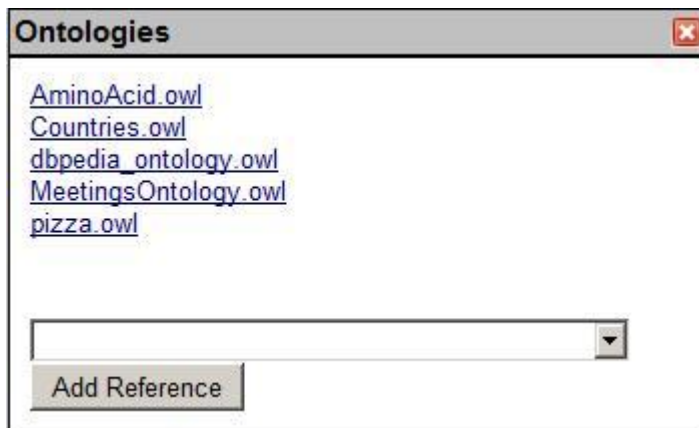 Ontologies
AminoAcid.owl
Countries.owl
dbpedia_ontology.owl
MeetingsOntology.owl
pizza.owl
Add Reference